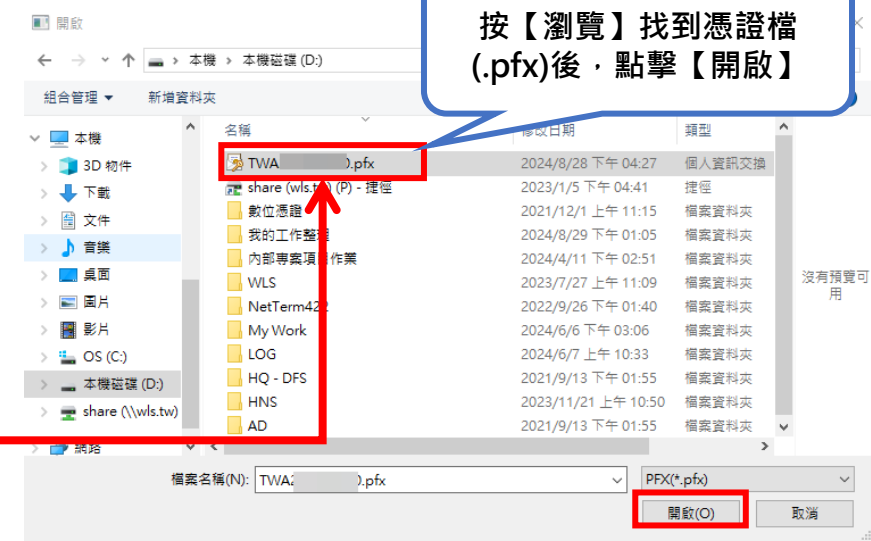 開啟
按【瀏覽】找到憑證檔
(.pfx)後，點擊【開啟】
本機 › 本機磁碟 (D:)
組合管理 新增資料夾
名稱 修改日期 類型
本機
3D 物件
下載
文件
音樂
桌面
圖片
影片
OS (C:)
本機磁碟 (D:)
share (\\wls.tw)
網路
TWA .pfx 2024/8/28 下午 04:27 個人資訊交換
share (wls.tw) (P) - 捷徑 2023/1/5 下午 04:41 捷徑
數位憑證 2021/12/1 上午 11:15 檔案資料夾
我的工作整理 2024/8/29 下午 01:05 檔案資料夾
內部專案項目作業 2024/4/11 下午 02:51 檔案資料夾
WLS 2023/7/27 上午 11:09 檔案資料夾
NetTerm422 2022/9/26 下午 01:40 檔案資料夾
My Work 2024/6/6 下午 03:06 檔案資料夾
LOG 2024/6/7 上午 10:33 檔案資料夾
HQ - DFS 2021/9/13 下午 01:55 檔案資料夾
HNS 2023/11/21 上午 10:50 檔案資料夾
AD 2021/9/13 下午 01:55 檔案資料夾
沒有預覽可
用
檔案名稱(N): TWA .pfx PFX(*.pfx)
開啟(O) 取消